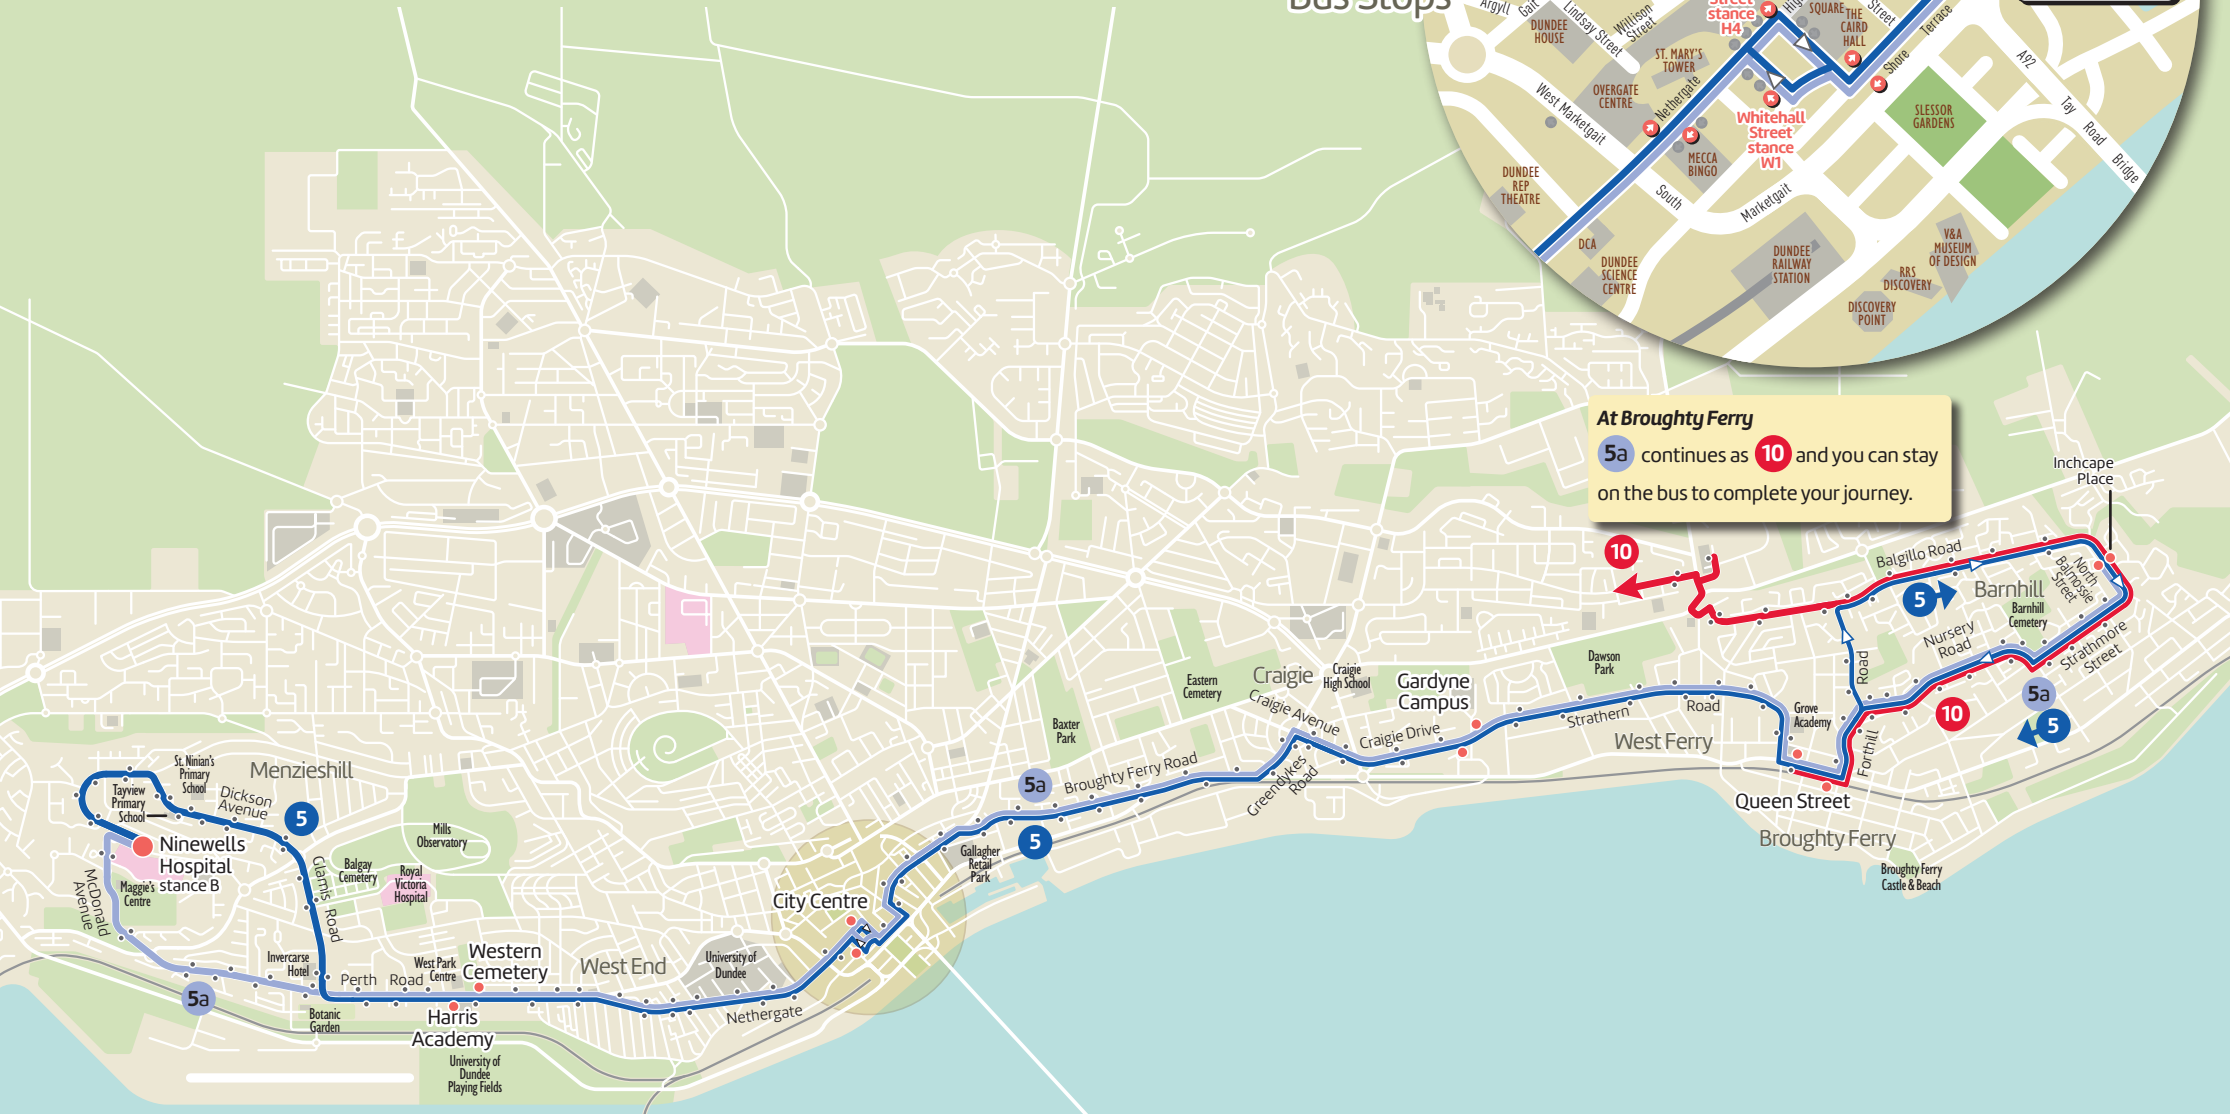 Bus Stops
Argyll
Gait
Lindsay Street
Willison
Street
DUNDEE
HOUSE
ST. MARY'S
TOWER
OVERGATE
CENTRE
Nethergate
West Marketgait
Street
stance
H4
SQUARE
Street
THE
CAIRD
HALL
Shore
Terrace
A92
Tay Road Bridge
SLESSOR
GARDENS
Whitehall
Street
stance
W1
MECCA
BINGO
DUNDEE
REP
THEATRE
South
Marketgait
DCA
DUNDEE
SCIENCE
CENTRE
DUNDEE
RAILWAY
STATION
V&A
MUSEUM
OF DESIGN
RRS
DISCOVERY
DISCOVERY
POINT
At Broughty Ferry
5a continues as 10 and you can stay
on the bus to complete your journey.
Inchcape
Place
10
Balgillo Road
North
Balmossie
Street
5
Barnhill
Barnhill
Cemetery
Nursery
Road
Strathmore
Street
5a
5
10
Road
Forthill
Grove
Academy
Dawson
Park
Strathern
Road
West Ferry
Queen Street
Broughty Ferry
Broughty Ferry
Castle & Beach
Gardyne
Campus
Craigie
Craigie
High School
Craigie Avenue
Craigie Drive
Eastern
Cemetery
Baxter
Park
Greendykes
Road
Broughty Ferry Road
5a
5
Gallagher
Retail
Park
City Centre
University of
Dundee
Nethergate
West End
Western
Cemetery
West Park
Centre
Harris
Academy
University of
Dundee
Playing Fields
Perth Road
Botanic
Garden
Invercarse
Hotel
Glamis Road
Balgay
Cemetery
Royal
Victoria
Hospital
Mills
Observatory
Menzieshill
St. Ninian's
Primary
School
Tayview
Primary
School
Dickson
Avenue
5
Ninewells
Hospital
stance B
Maggie's
Centre
McDonald
Avenue
5a